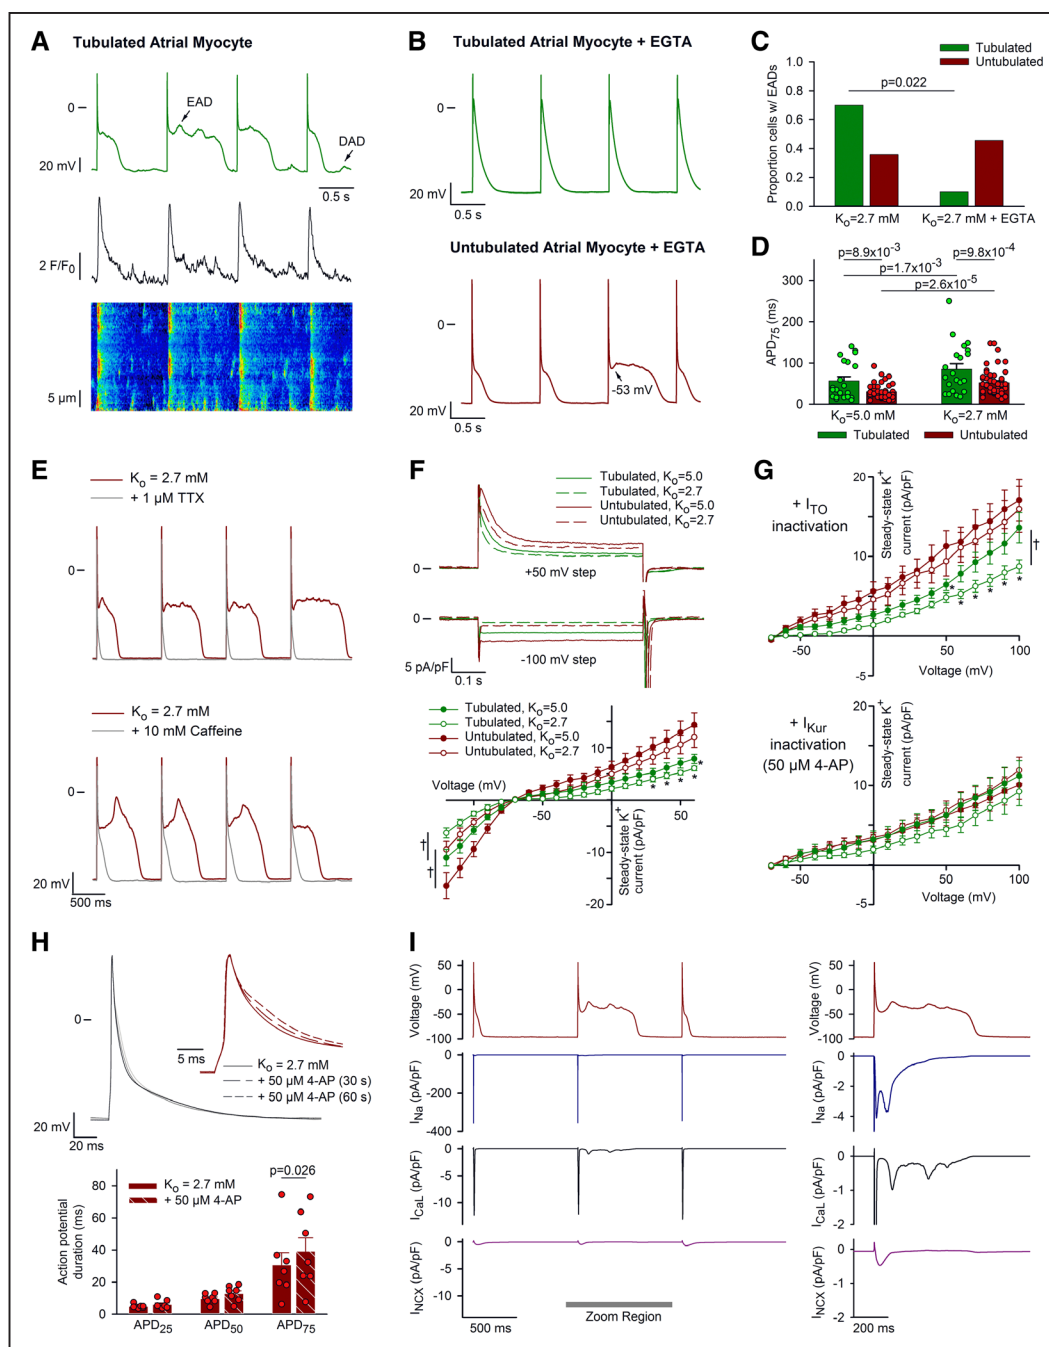 A
Tubulated Atrial Myocyte
0
EAD
DAD
20 mV
0.5 s
2 F/F0
5 µm
B
Tubulated Atrial Myocyte + EGTA
0
20 mV
0.5 s
Untubulated Atrial Myocyte + EGTA
0
-53 mV
20 mV
0.5 s
C
Tubulated
Untubulated
Proportion cells w/ EADs
1.0
0.8
0.6
0.4
0.2
0.0
p=0.022
Ko=2.7 mM
Ko=2.7 mM + EGTA
D
p=8.9x10-3
p=9.8x10-4
p=1.7x10-3
p=2.6x10-5
APD75 (ms)
300
200
100
0
Ko=5.0 mM
Ko=2.7 mM
Tubulated
Untubulated
E
Ko = 2.7 mM
+ 1 µM TTX
0
Ko = 2.7 mM
+ 10 mM Caffeine
0
20 mV
500 ms
F
Tubulated, Ko=5.0
Tubulated, Ko=2.7
Untubulated, Ko=5.0
Untubulated, Ko=2.7
0
+50 mV step
0
-100 mV step
5 pA/pF
0.1 s
Tubulated, Ko=5.0
Tubulated, Ko=2.7
Untubulated, Ko=5.0
Untubulated, Ko=2.7
Voltage (mV)
10
-10
-20
-50
50
Steady-state K+ current (pA/pF)
†
†
* * * *
G
+ ITO inactivation
Steady-state K+ current (pA/pF)
20
10
-5
-50
50
100
Voltage (mV)
†
* * * * *
+ IKur inactivation (50 µM 4-AP)
Steady-state K+ current (pA/pF)
20
10
-5
-50
50
100
Voltage (mV)
H
0
20 mV
20 ms
5 ms
Ko = 2.7 mM
+ 50 µM 4-AP (30 s)
+ 50 µM 4-AP (60 s)
Ko = 2.7 mM
+ 50 µM 4-AP
p=0.026
Action potential duration (ms)
80
60
40
20
0
APD25
APD50
APD75
I
Voltage (mV)
50
0
-50
-100
INa (pA/pF)
0
-200
-400
ICaL (pA/pF)
0
-5
-10
INCX (pA/pF)
0
-5
-10
500 ms
Zoom Region
Voltage (mV)
50
0
-50
-100
INa (pA/pF)
0
-2
-4
ICaL (pA/pF)
0
-1
-2
INCX (pA/pF)
0
-1
-2
200 ms